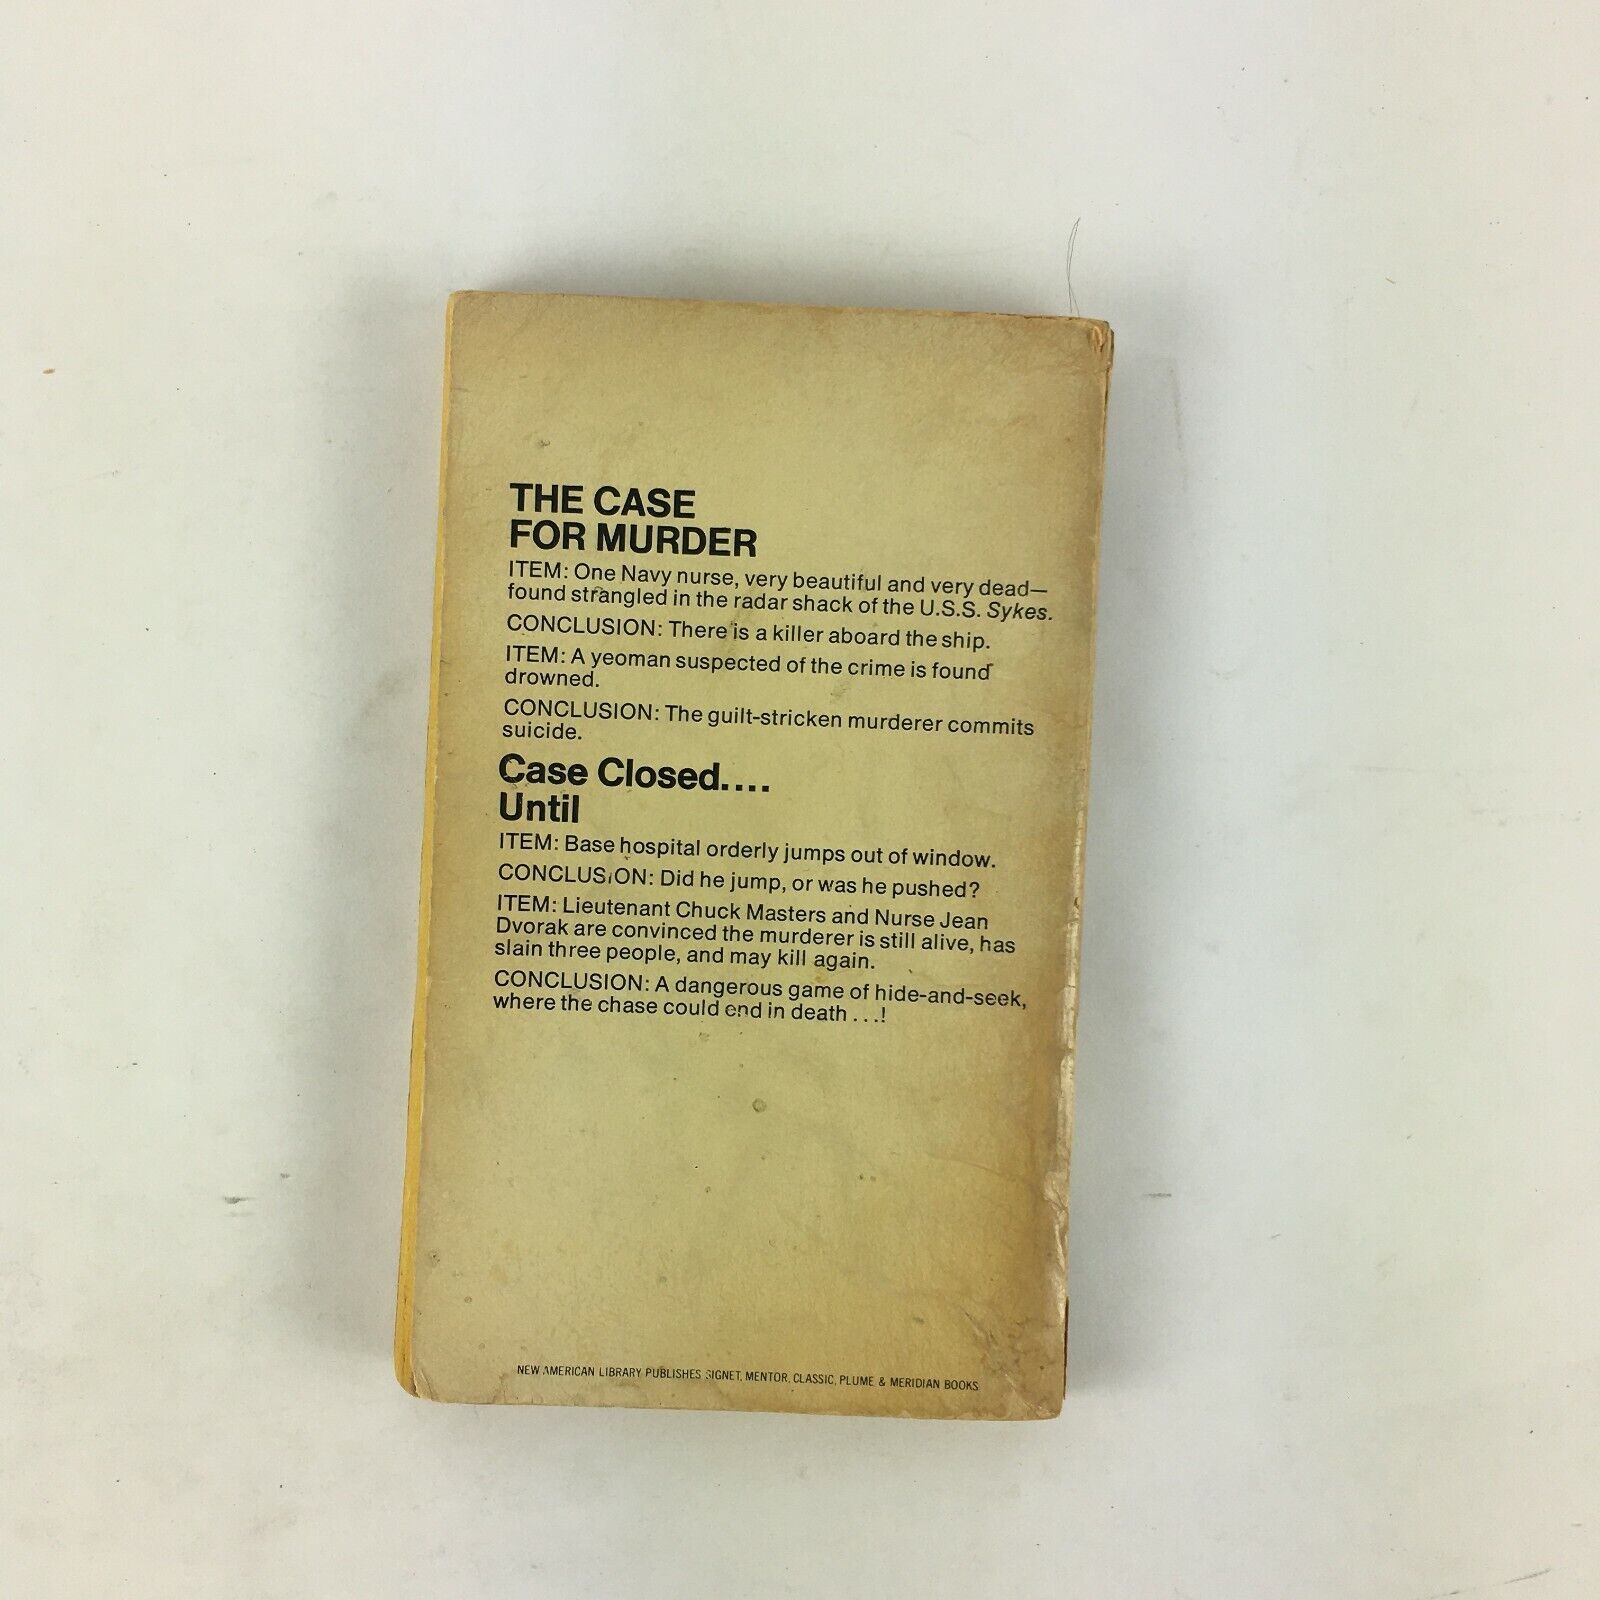 THE CASE
FOR MURDER
ITEM: One Navy nurse, very beautiful and very dead—
found strangled in the radar shack of the U.S.S. Sykes.
CONCLUSION: There is a killer aboard the ship.
ITEM: A yeoman suspected of the crime is found
drowned.
CONCLUSION: The guilt-stricken murderer commits
suicide.
Case Closed....
Until
ITEM: Base hospital orderly jumps out of window.
CONCLUSION: Did he jump, or was he pushed?
ITEM: Lieutenant Chuck Masters and Nurse Jean
Dvorak are convinced the murderer is still alive, has
slain three people, and may kill again.
CONCLUSION: A dangerous game of hide-and-seek,
where the chase could end in death . . .!
NEW AMERICAN LIBRARY PUBLISHES SIGNET, MENTOR, CLASSIC, PLUME & MERIDIAN BOOKS